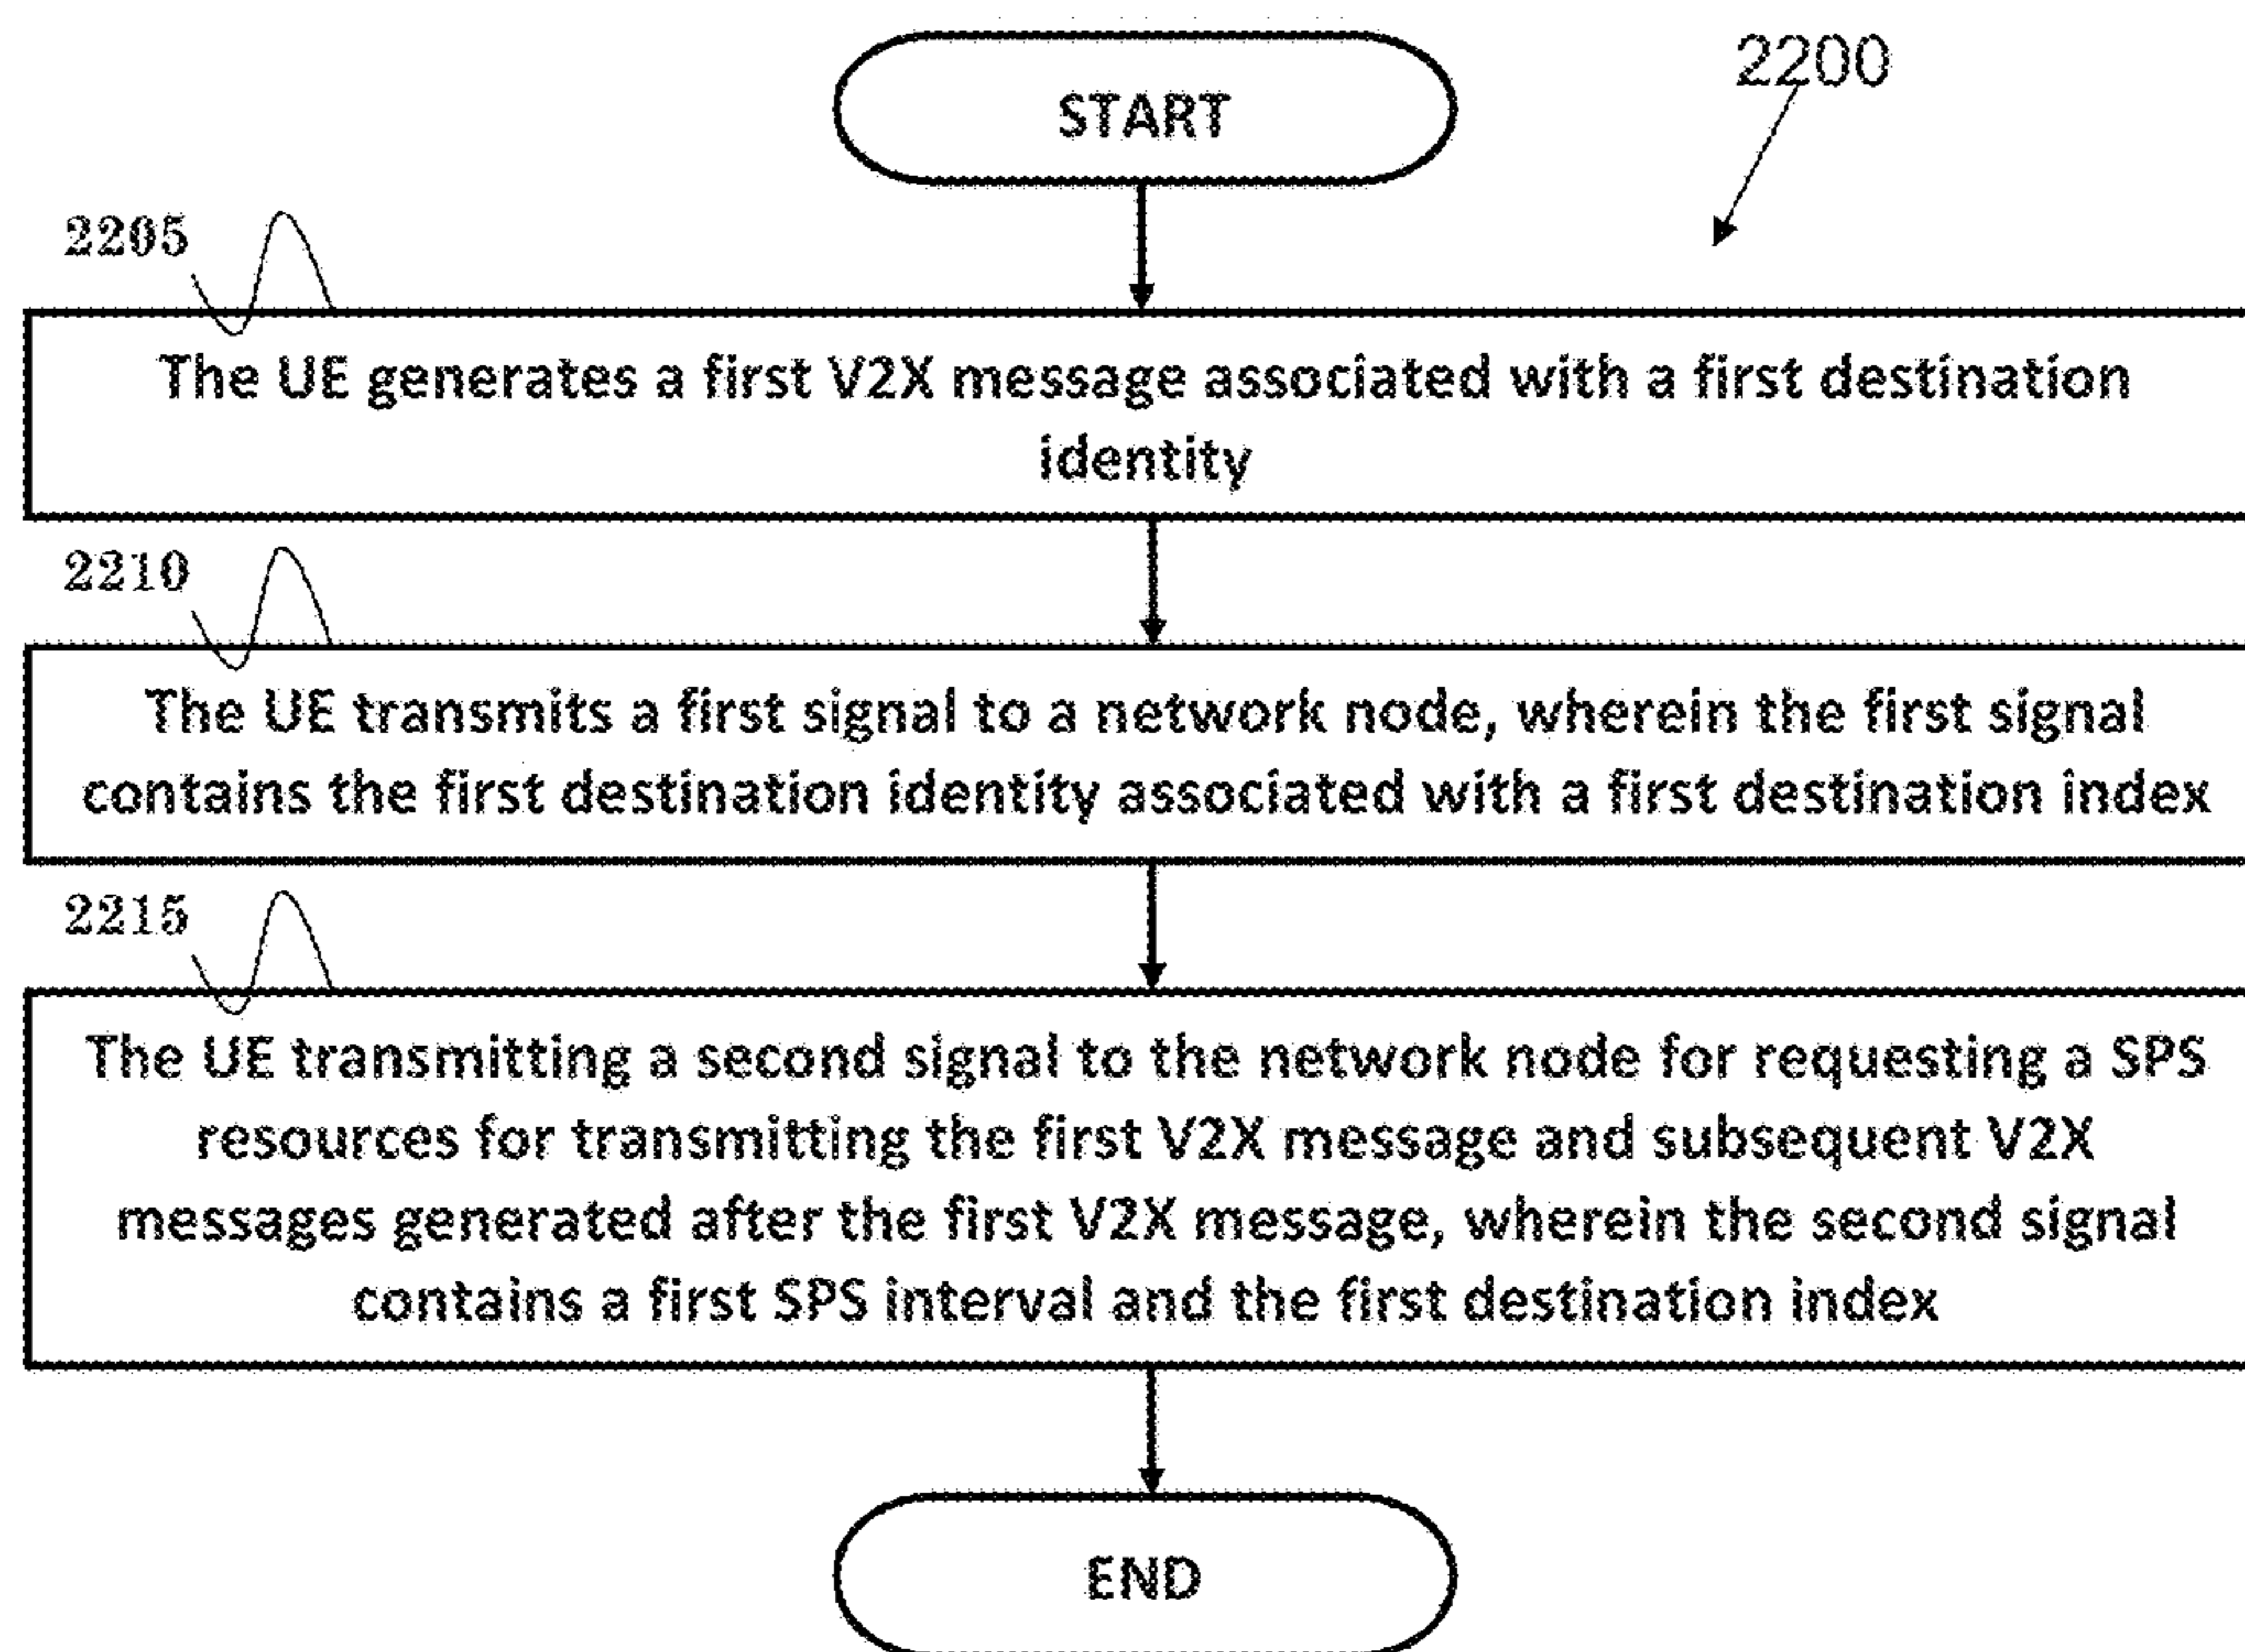 START
2200
2205
The UE generates a first V2X message associated with a first destination
identity
2210
The UE transmits a first signal to a network node, wherein the first signal
contains the first destination identity associated with a first destination index
2215
The UE transmitting a second signal to the network node for requesting a SPS
resources for transmitting the first V2X message and subsequent V2X
messages generated after the first V2X message, wherein the second signal
contains a first SPS interval and the first destination index
END